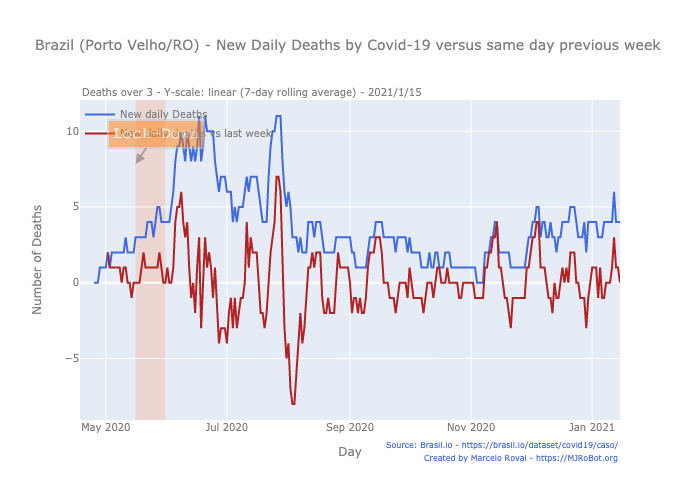 Brazil (Porto Velho/RO) - New Daily Deaths by Covid-19 versus same day previous week
Deaths over 3 - Y-scale: linear (7-day rolling average) - 2021/1/15
New daily Deaths
Lock-Down
vs last week
10
5
0
−5
Number of Deaths
May 2020
Jul 2020
Sep 2020
Nov 2020
Jan 2021
Day
Source: Brasil.io - https://brasil.io/dataset/covid19/caso/
Created by Marcelo Rovai - https://MJRoBot.org